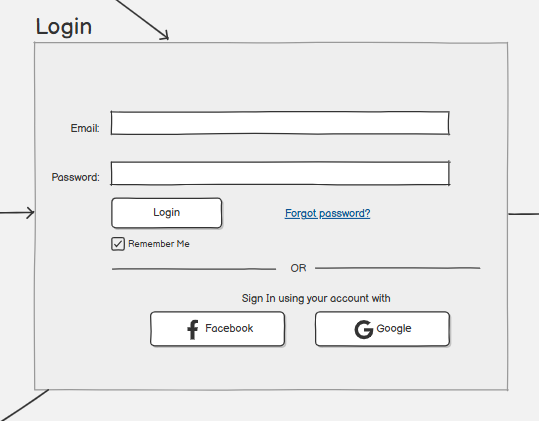 Login
Email:
Password:
Login
Forgot password?
Remember Me
OR
Sign In using your account with
Facebook
Google